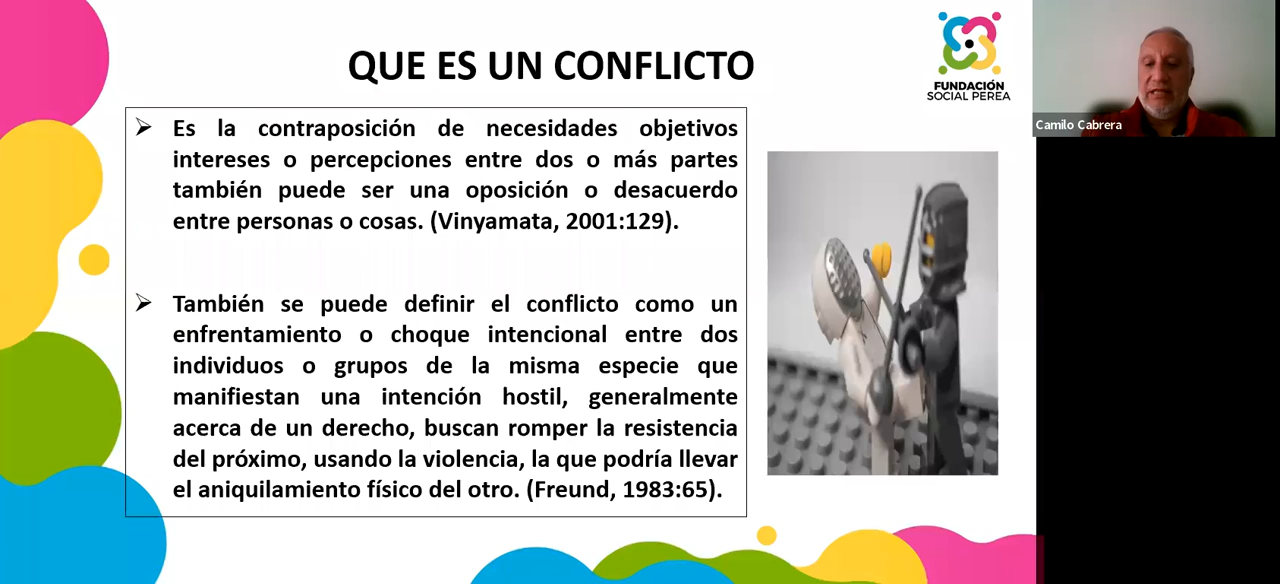 QUE ES UN CONFLICTO
FUNDACIÓN
SOCIAL PEREA
Camilo Cabrera
Es la contraposición de necesidades objetivos
intereses o percepciones entre dos o más partes
también puede ser una oposición o desacuerdo
entre personas o cosas. (Vinyamata, 2001:129).
También se puede definir el conflicto como un
enfrentamiento o choque intencional entre dos
individuos o grupos de la misma especie que
manifiestan una intención hostil, generalmente
acerca de un derecho, buscan romper la resistencia
del próximo, usando la violencia, la que podría llevar
el aniquilamiento físico del otro. (Freund, 1983:65).